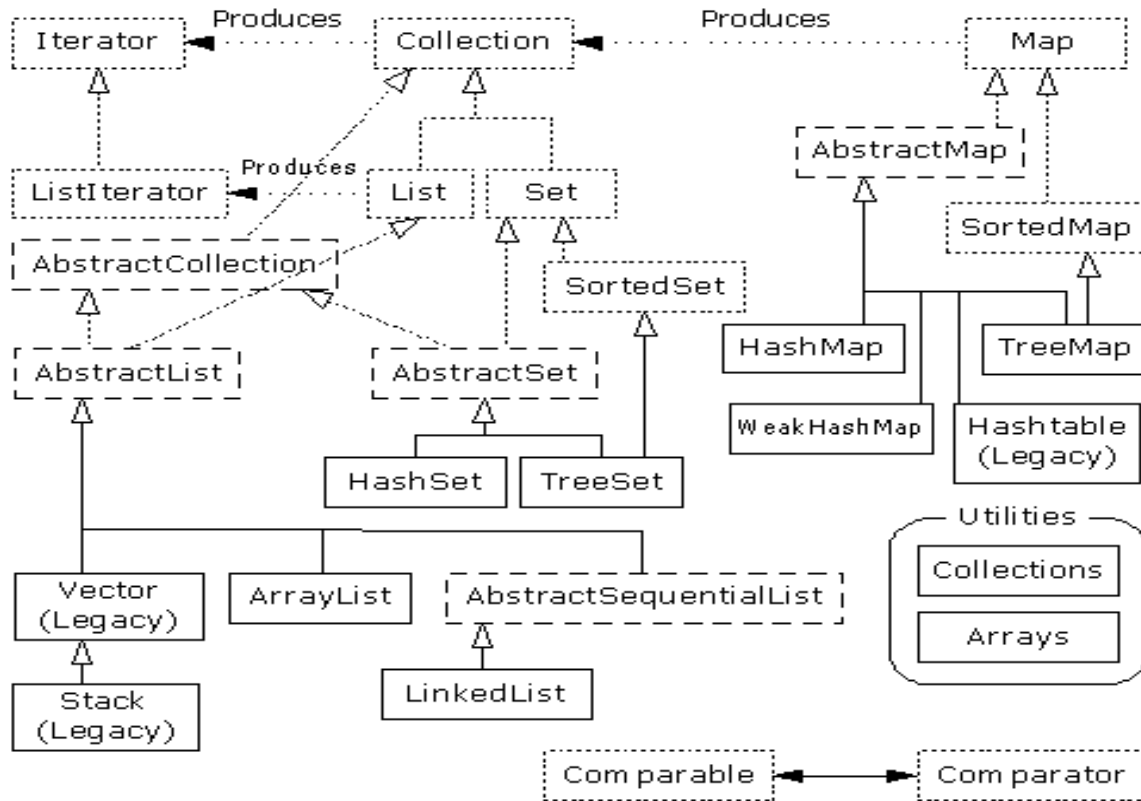 Produces
Produces
Iterator
Collection
Map
AbstractMap
Produces
ListIterator
List
Set
SortedMap
AbstractCollection
SortedSet
HashMap
TreeMap
AbstractList
AbstractSet
WeakHashMap
Hashtable
(Legacy)
HashSet
TreeSet
Utilities
Collections
Vector
(Legacy)
ArrayList
AbstractSequentialList
Arrays
Stack
(Legacy)
LinkedList
Comparable
Comparator